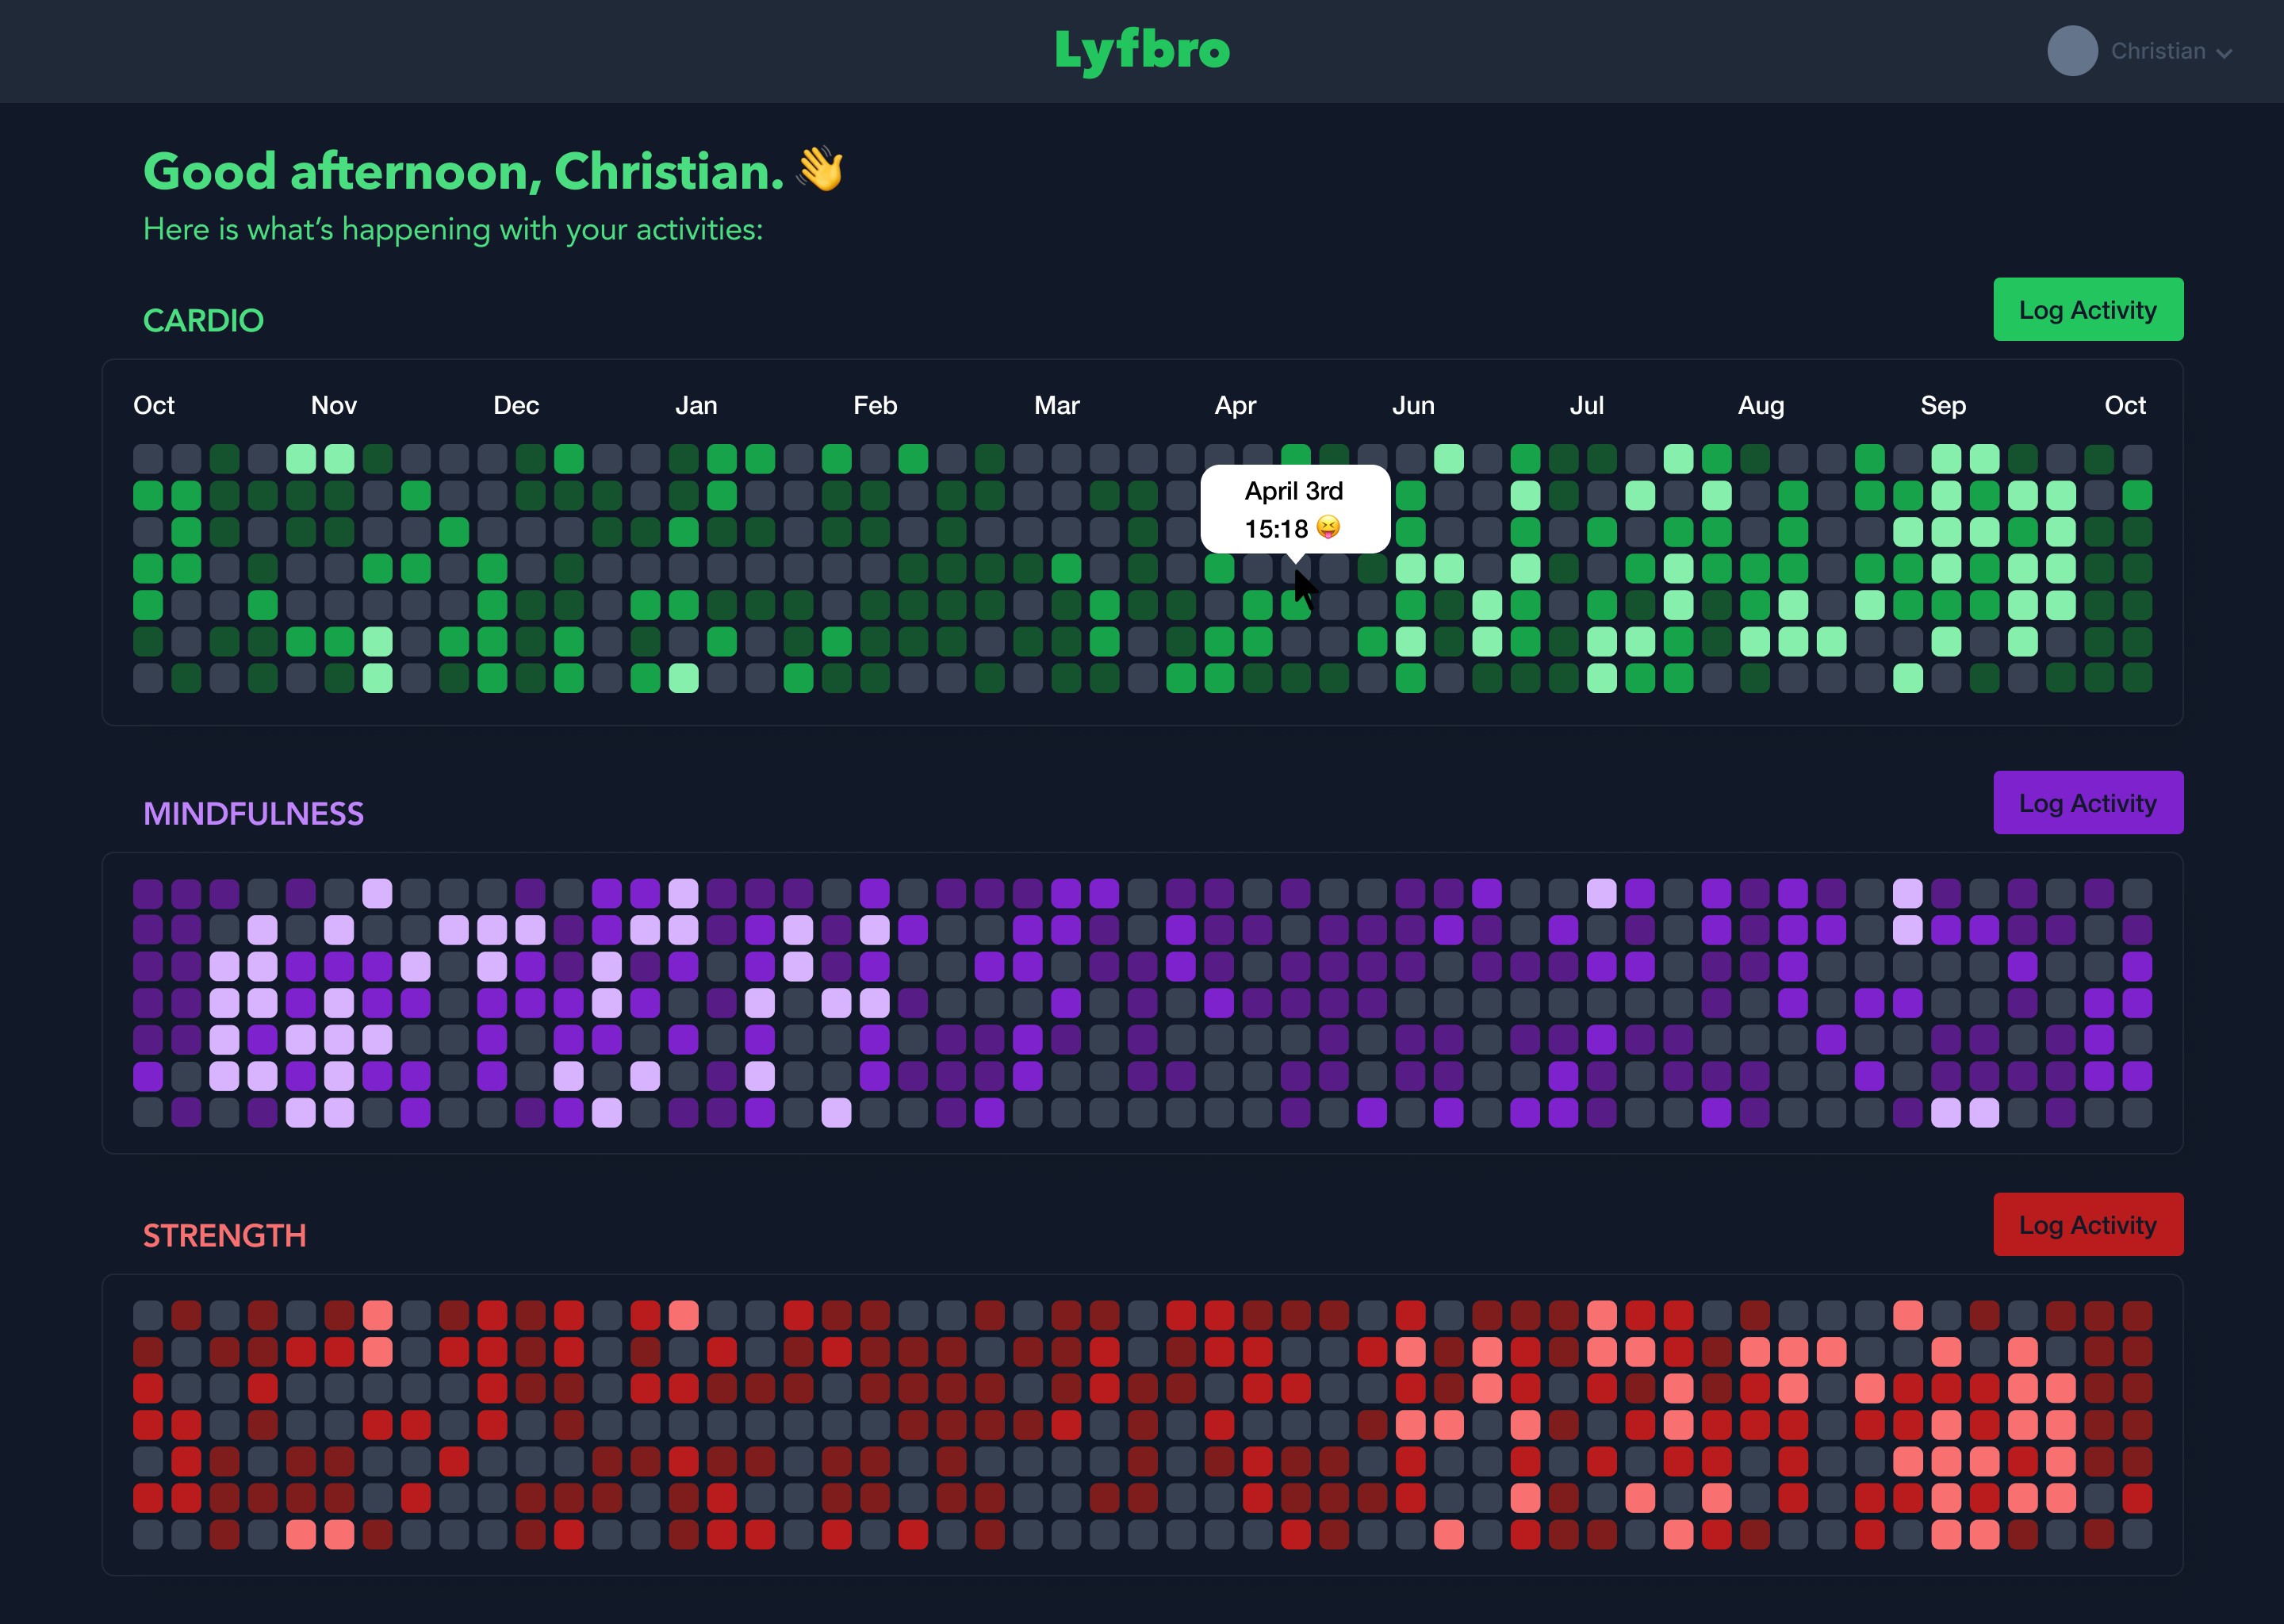 Lyfbro
Christian
Good afternoon, Christian. 👋
Here is what’s happening with your activities:
CARDIO
Log Activity
Oct Nov Dec Jan Feb Mar Apr Jun Jul Aug Sep Oct
April 3rd
15:18 😝
MINDFULNESS
Log Activity
STRENGTH
Log Activity